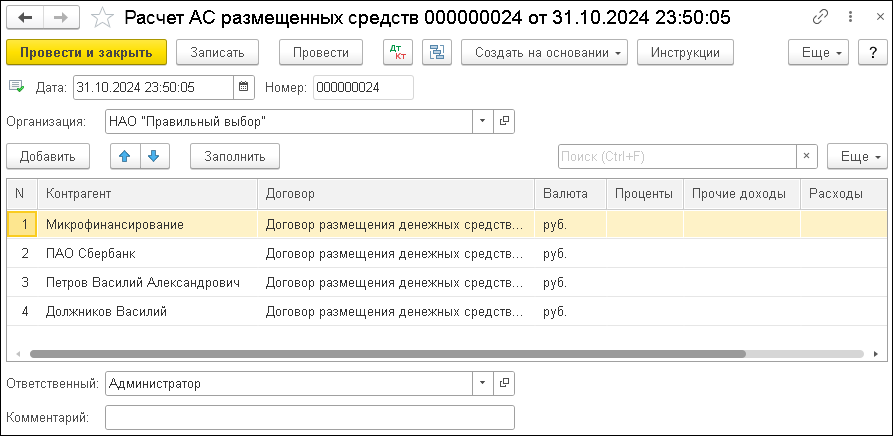 Расчет АС размещенных средств 000000024 от 31.10.2024 23:50:05
Провести и закрыть Записать Провести Дт Кт Создать на основании Инструкции Еще ?
Дата: 31.10.2024 23:50:05 Номер: 000000024
Организация: НАО "Правильный выбор"
Добавить Заполнить Поиск (Ctrl+F) × Еще
N Контрагент Договор Валюта Проценты Прочие доходы Расходы
1 Микрофинансирование Договор размещения денежных средств... руб.
2 ПАО Сбербанк Договор размещения денежных средств... руб.
3 Петров Василий Александрович Договор размещения денежных средств... руб.
4 Должников Василий Договор размещения денежных средств... руб.
Ответственный: Администратор
Комментарий: